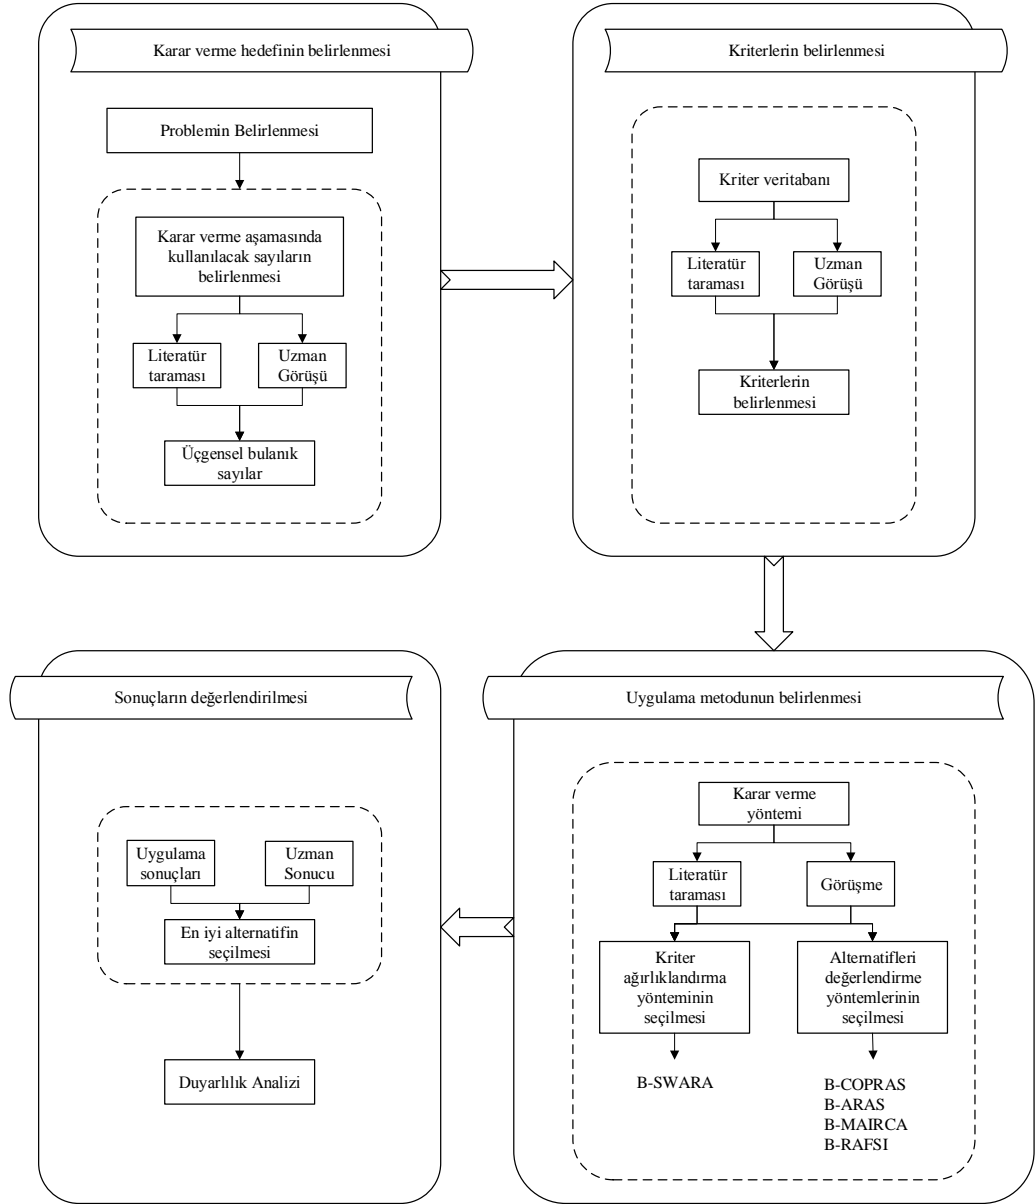 Karar verme hedefinin belirlenmesi
Problemin Belirlenmesi
Karar verme aşamasında
kullanılacak sayıların
belirlenmesi
Literatür
taraması
Uzman
Görüşü
Üçgensel bulanık
sayılar
Kriterlerin belirlenmesi
Kriter veritabanı
Literatür
taraması
Uzman
Görüşü
Kriterlerin
belirlenmesi
Uygulama metodunun belirlenmesi
Karar verme
yöntemi
Literatür
taraması
Görüşme
Kriter
ağırlıklandırma
yönteminin
seçilmesi
Alternatifleri
değerlendirme
yöntemlerinin
seçilmesi
B-SWARA
B-COPRAS
B-ARAS
B-MAIRCA
B-RAFSI
Sonuçların değerlendirilmesi
Uygulama
sonuçları
Uzman
Sonucu
En iyi alternatifin
seçilmesi
Duyarlılık Analizi